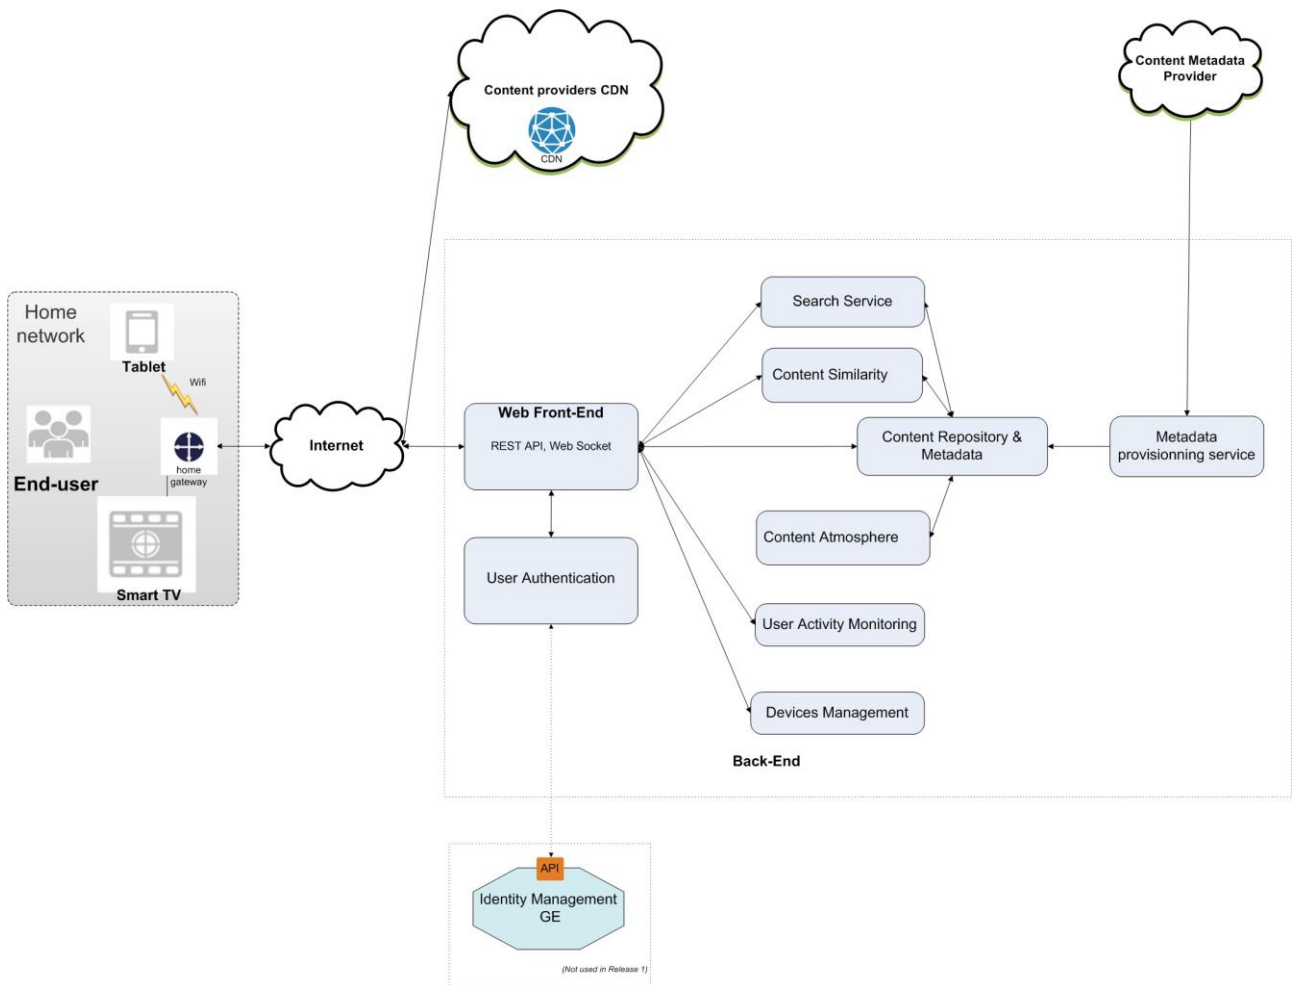 Content providers CDN
CDN
Content Metadata
Provider
Home
network
Tablet
Wifi
End-user
home
gateway
Smart TV
Internet
Web Front-End
REST API, Web Socket
User Authentication
Search Service
Content Similarity
Content Repository &
Metadata
Metadata
provisionning service
Content Atmosphere
User Activity Monitoring
Devices Management
Back-End
API
Identity Management
GE
(Not used in Release 1)